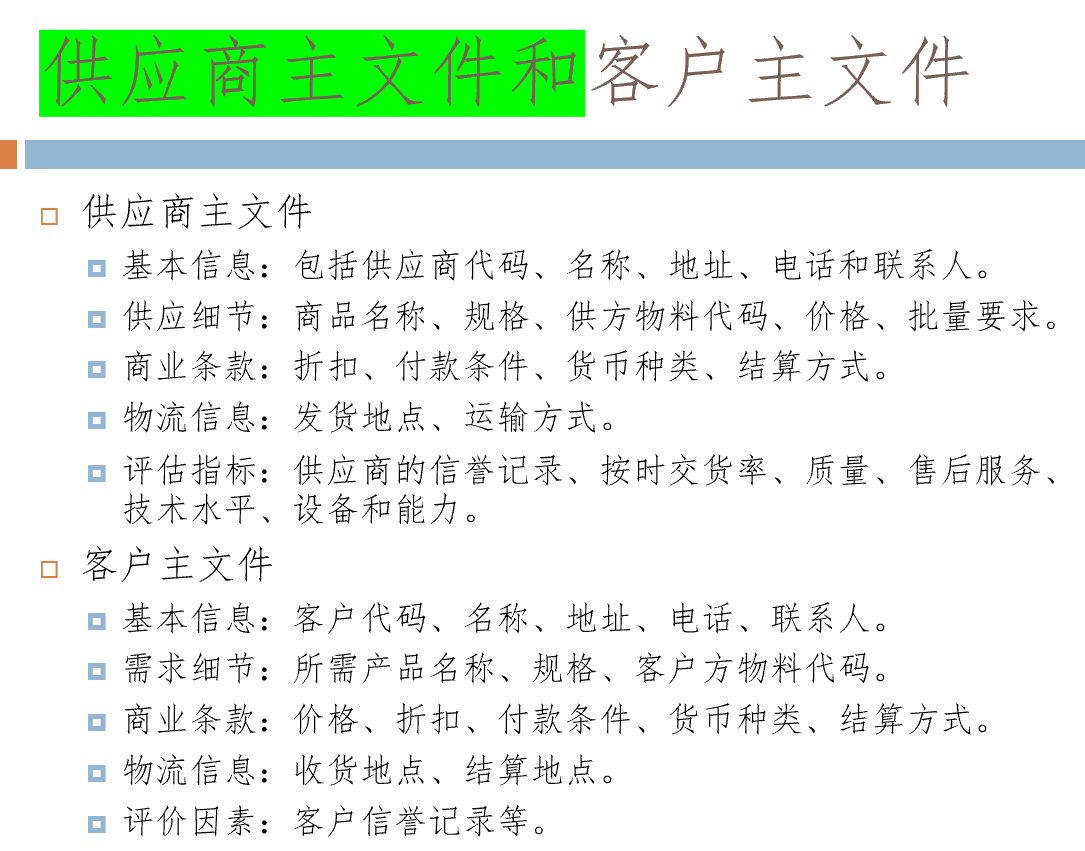 供应商主文件和客户主文件
供应商主文件
基本信息：包括供应商代码、名称、地址、电话和联系人。
供应细节：商品名称、规格、供方物料代码、价格、批量要求。
商业条款：折扣、付款条件、货币种类、结算方式。
物流信息：发货地点、运输方式。
评估指标：供应商的信誉记录、按时交货率、质量、售后服务、
技术水平、设备和能力。
客户主文件
基本信息：客户代码、名称、地址、电话、联系人。
需求细节：所需产品名称、规格、客户方物料代码。
商业条款：价格、折扣、付款条件、货币种类、结算方式。
物流信息：收货地点、结算地点。
评价因素：客户信誉记录等。